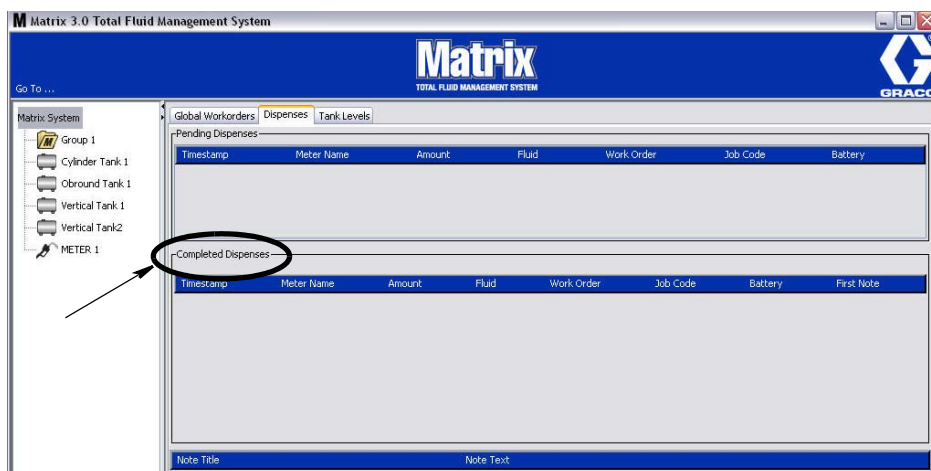 M Matrix 3.0 Total Fluid Management System
Matrix
TOTAL FLUID MANAGEMENT SYSTEM
GRACO
Go To ...
Matrix System
Group 1
Cylinder Tank 1
Obround Tank 1
Vertical Tank 1
Vertical Tank2
METER 1
Global Workorders Dispenses Tank Levels
Pending Dispenses
Timestamp Meter Name Amount Fluid Work Order Job Code Battery
Completed Dispenses
Timestamp Meter Name Amount Fluid Work Order Job Code Battery First Note
Note Title Note Text